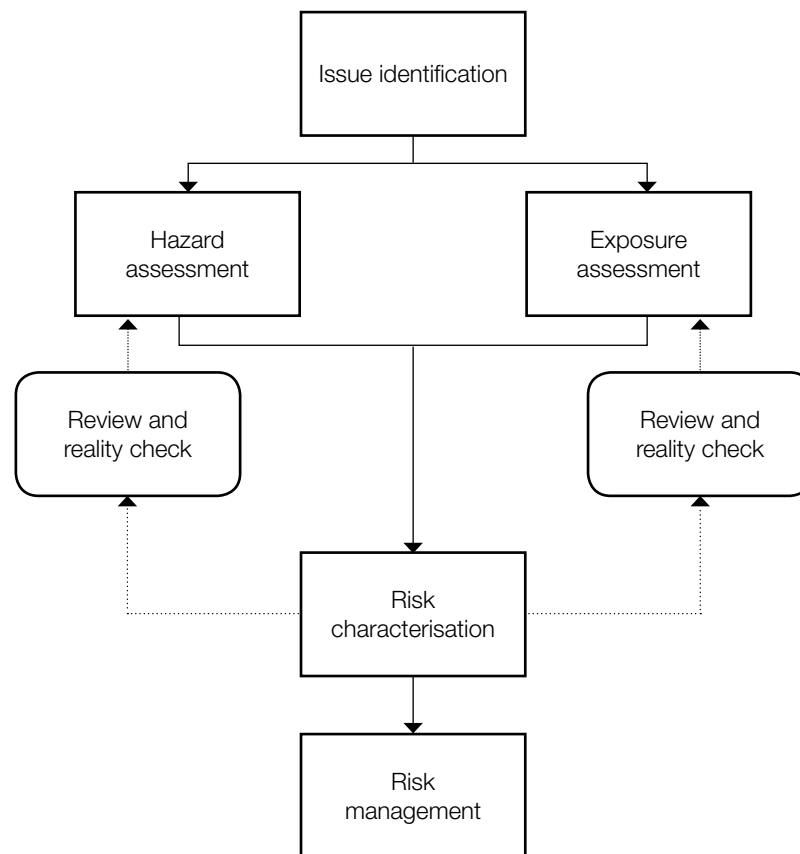 Issue identification
Hazard
assessment
Exposure
assessment
Review and
reality check
Review and
reality check
Risk
characterisation
Risk
management